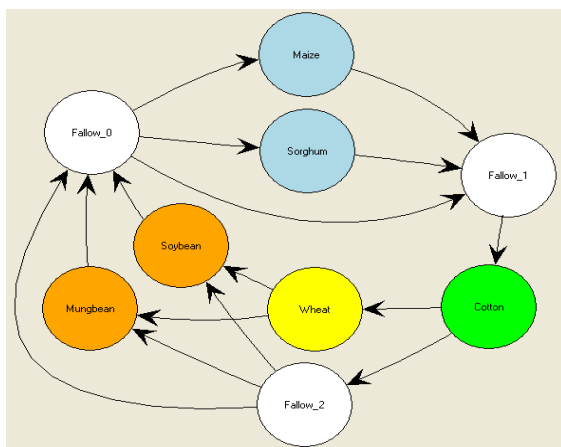 Maize
Fallow_0
Sorghum
Fallow_1
Soybean
Mungbean
Wheat
Cotton
Fallow_2